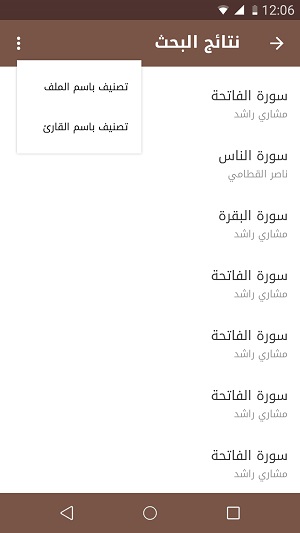 12:06
نتائج البحث
تصنيف باسم الملف
تصنيف باسم القارئ
سورة الفاتحة
مشاري راشد
سورة الناس
ناصر القطامي
سورة البقرة
مشاري راشد
سورة الفاتحة
مشاري راشد
سورة الفاتحة
مشاري راشد
سورة الفاتحة
مشاري راشد
سورة الفاتحة
مشاري راشد